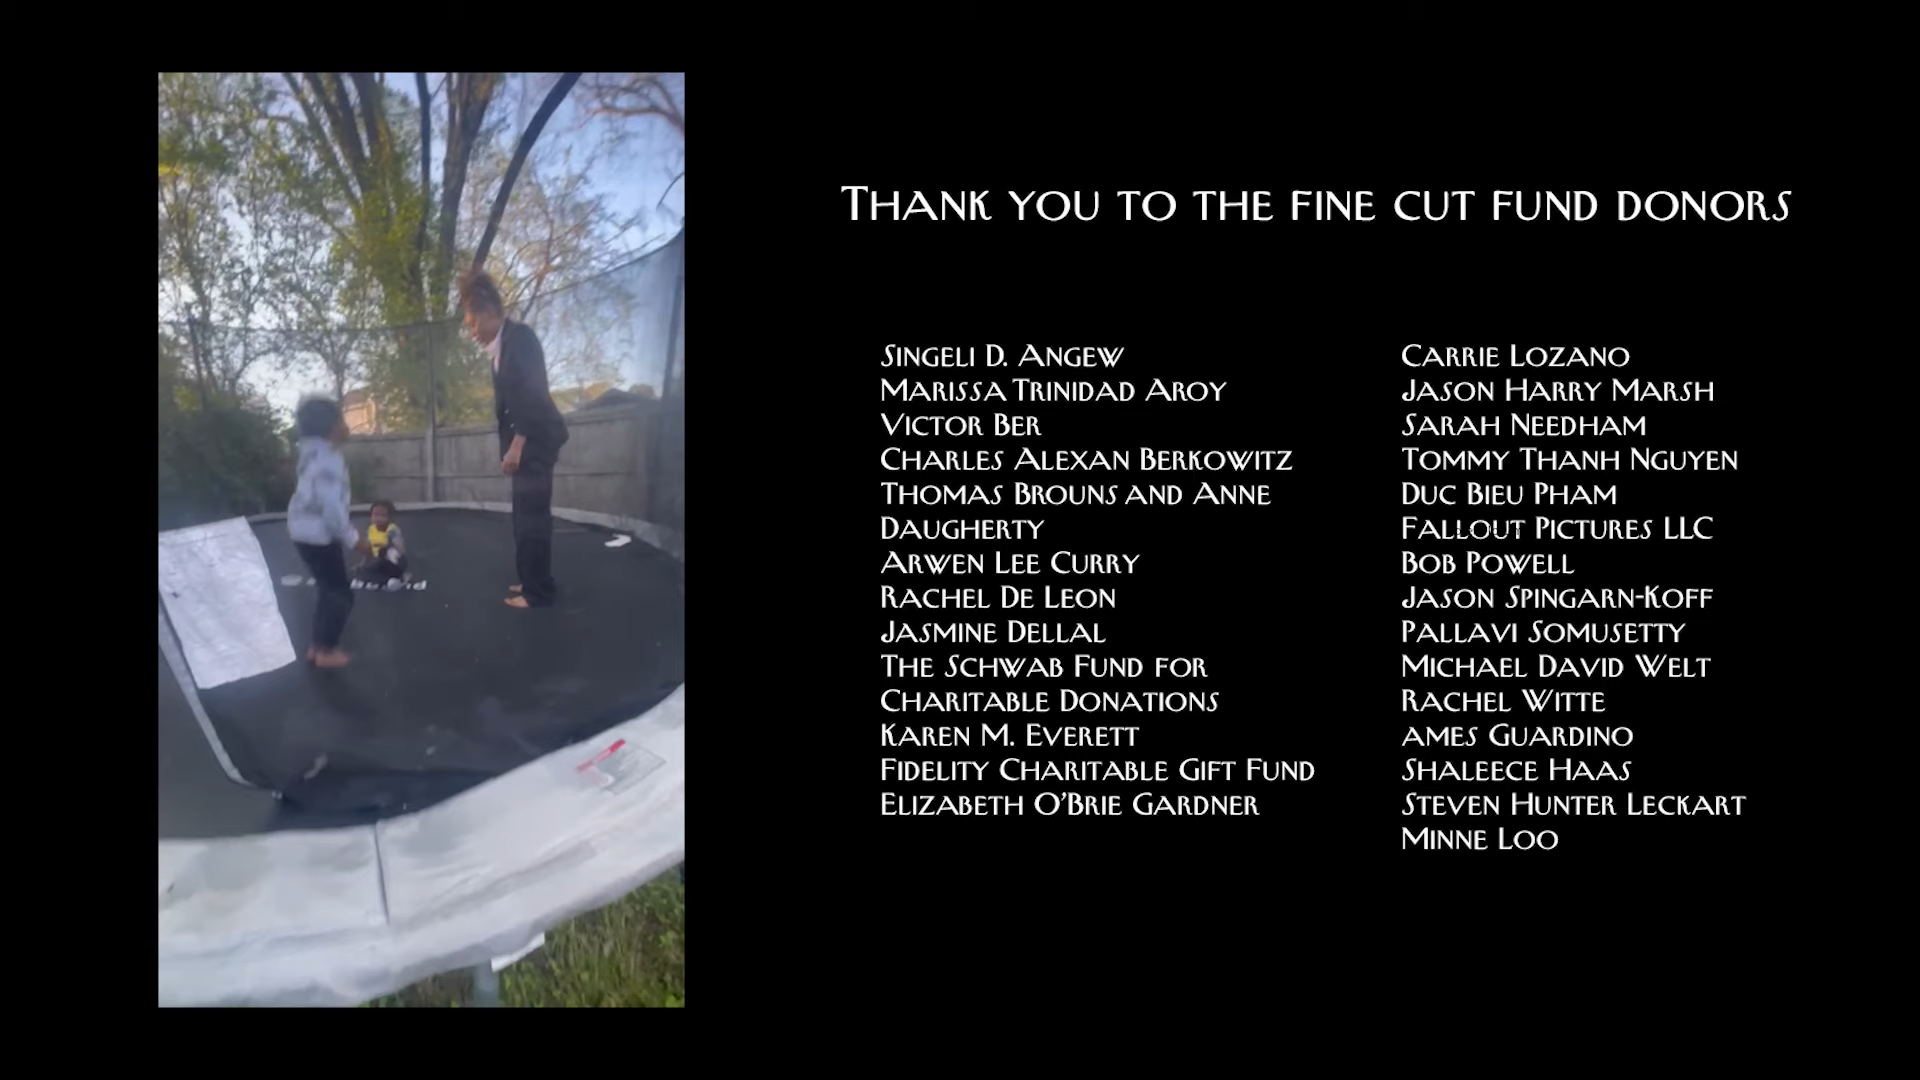 Thank you to the fine cut fund donors
Singeli D. Angew
Marissa Trinidad Aroy
Victor Ber
Charles Alexan Berkowitz
Thomas Brouns and Anne
Daugherty
Arwen Lee Curry
Rachel De Leon
Jasmine Dellal
The Schwab Fund for
Charitable Donations
Karen M. Everett
Fidelity Charitable Gift Fund
Elizabeth O'Brie Gardner
Carrie Lozano
Jason Harry Marsh
Sarah Needham
Tommy Thanh Nguyen
Duc Bieu Pham
Fallout Pictures LLC
Bob Powell
Jason Spingarn-Koff
Pallavi Somusetty
Michael David Welt
Rachel Witte
ames Guardino
Shaleece Haas
Steven Hunter Leckart
Minne Loo